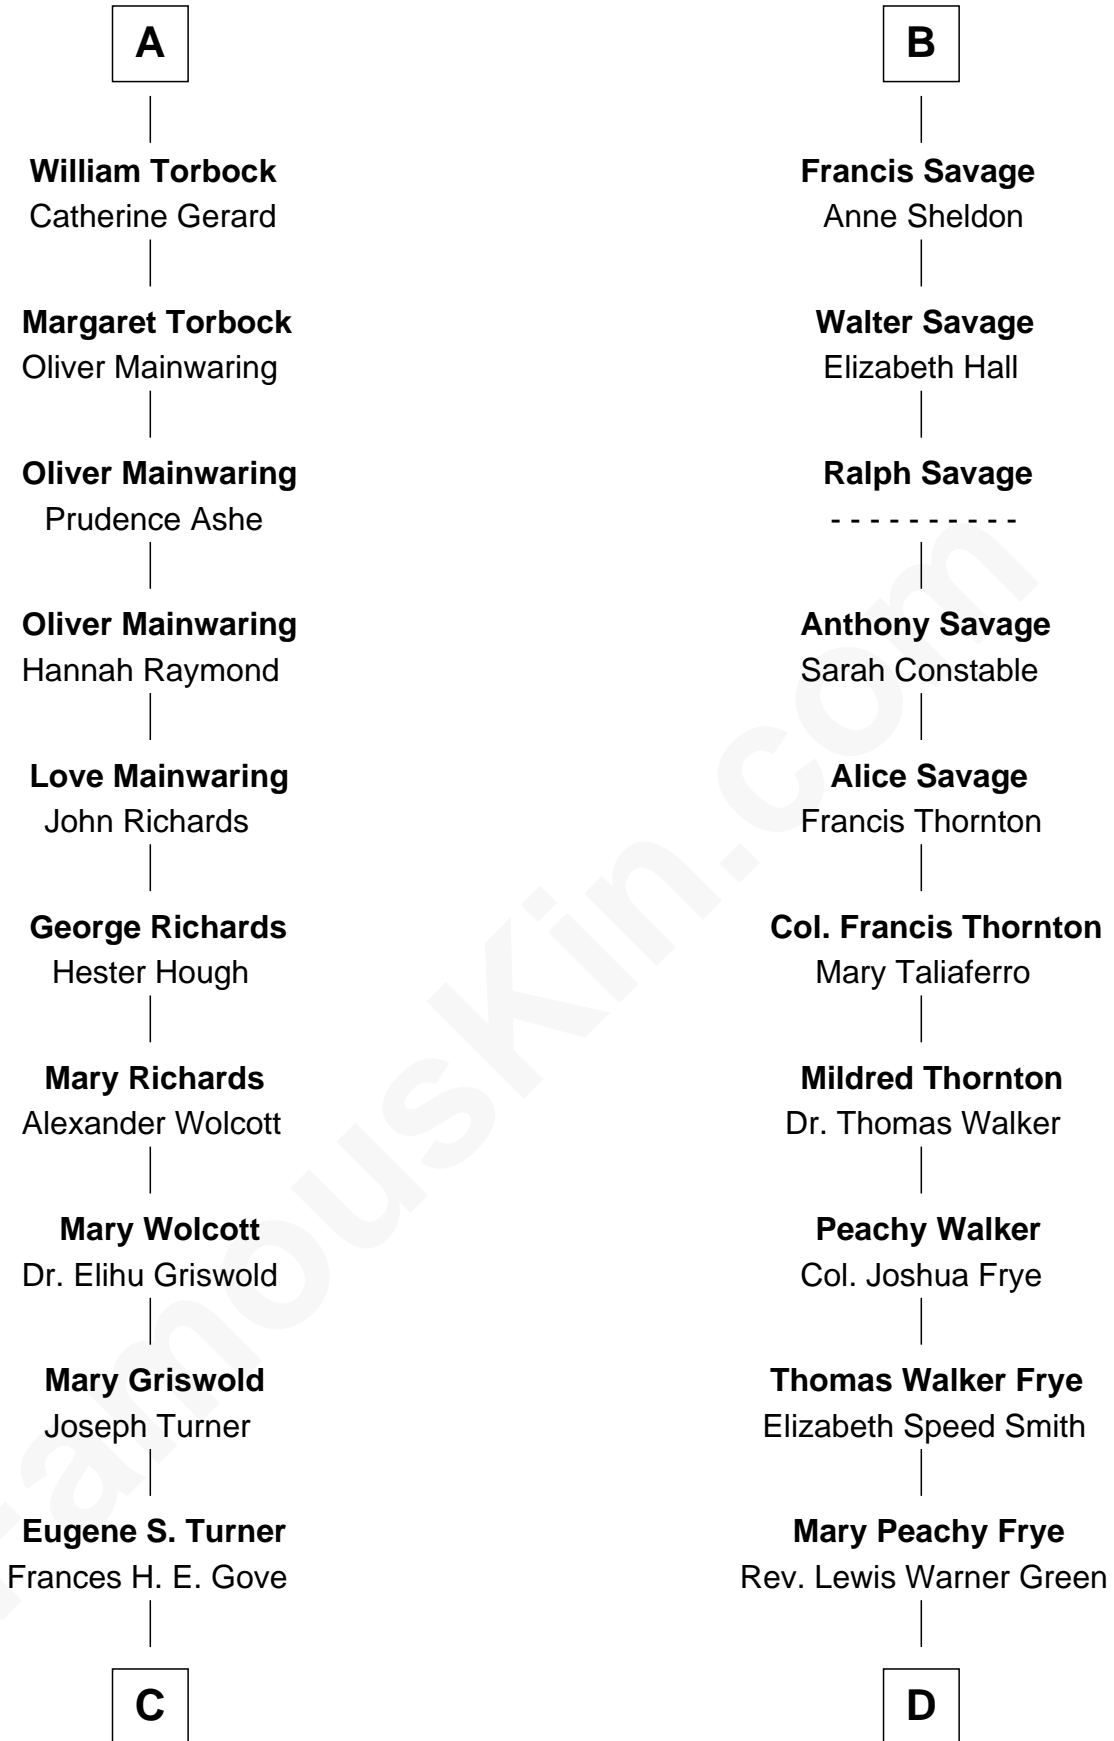 A
William Torbock
Catherine Gerard
Margaret Torbock
Oliver Mainwaring
Oliver Mainwaring
Prudence Ashe
Oliver Mainwaring
Hannah Raymond
Love Mainwaring
John Richards
George Richards
Hester Hough
Mary Richards
Alexander Wolcott
Mary Wolcott
Dr. Elihu Griswold
Mary Griswold
Joseph Turner
Eugene S. Turner
Frances H. E. Gove
C
B
Francis Savage
Anne Sheldon
Walter Savage
Elizabeth Hall
Ralph Savage
- - - - - - - - - -
Anthony Savage
Sarah Constable
Alice Savage
Francis Thornton
Col. Francis Thornton
Mary Taliaferro
Mildred Thornton
Dr. Thomas Walker
Peachy Walker
Col. Joshua Frye
Thomas Walker Frye
Elizabeth Speed Smith
Mary Peachy Frye
Rev. Lewis Warner Green
D
FamousKin.com